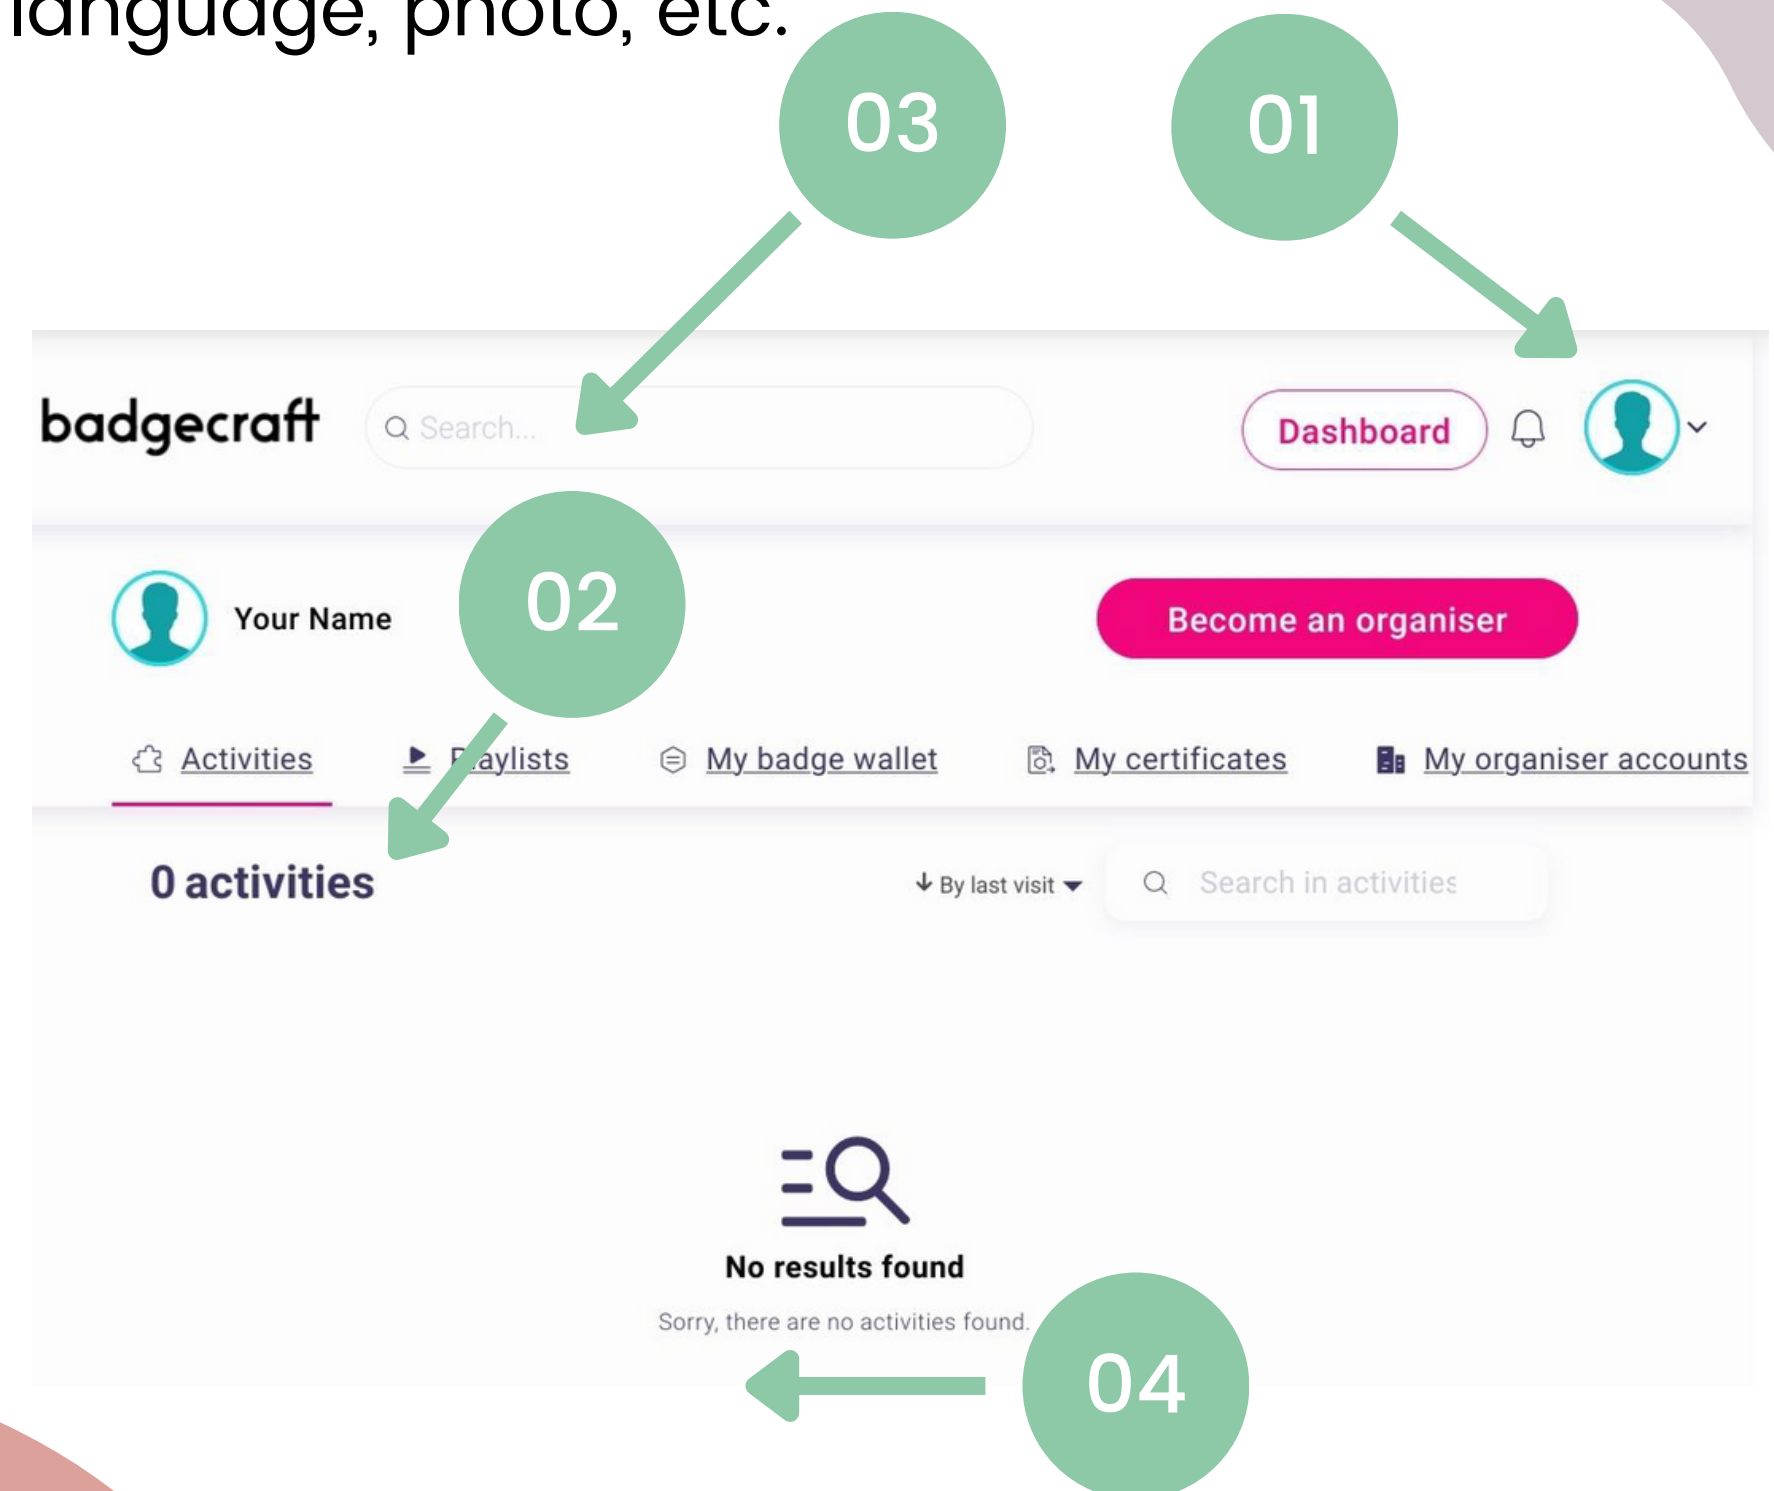 language, photo, etc.
03
01
badgecraft
Search...
Dashboard
Your Name
02
Become an organiser
Activities
Playlists
My badge wallet
My certificates
My organiser accounts
0 activities
By last visit
Search in activities
No results found
Sorry, there are no activities found.
04